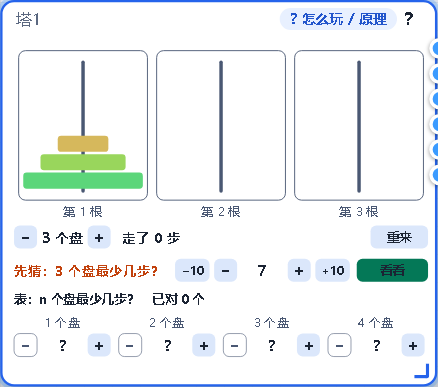 塔1
? 怎么玩 / 原理 ?
第 1 根 第 2 根 第 3 根
− 3 个盘 + 走了 0 步 重来
先猜：3 个盘最少几步？ −10 − 7 + +10 看看
表：n 个盘最少几步？ 已对 0 个
1 个盘 2 个盘 3 个盘 4 个盘
− ? + − ? + − ? + − ? +